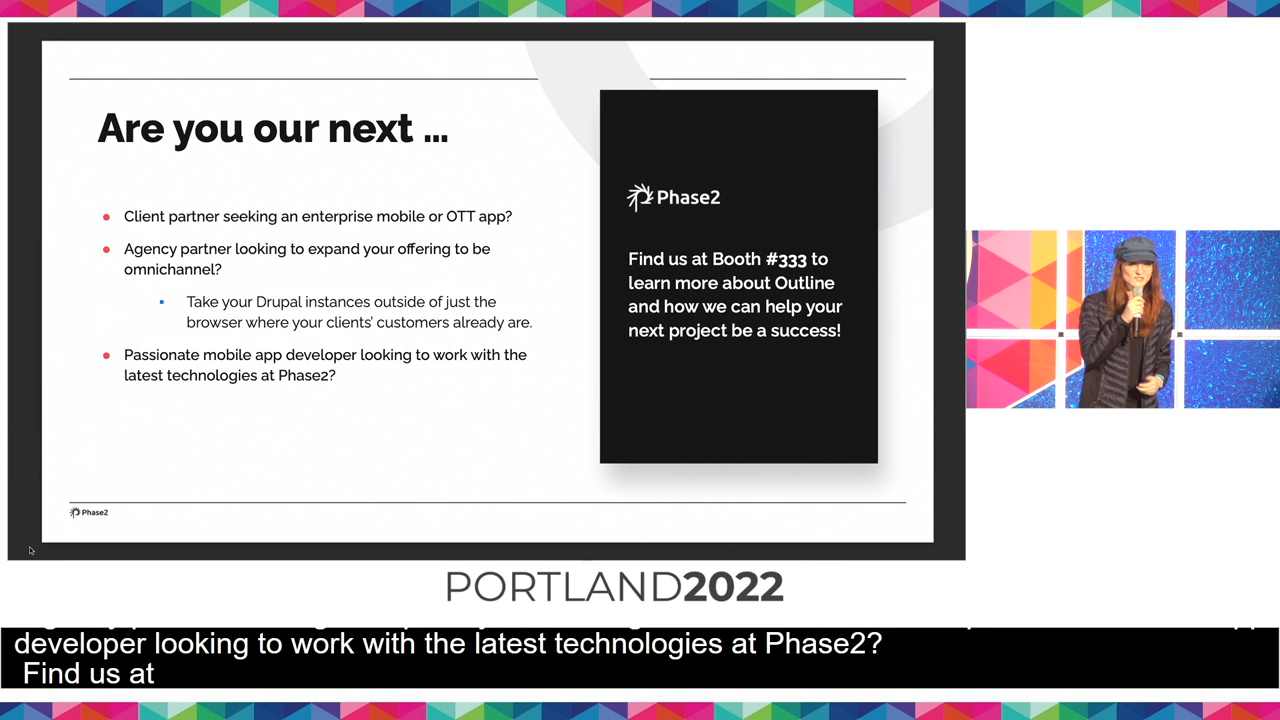 Are you our next ...
Client partner seeking an enterprise mobile or OTT app?
Agency partner looking to expand your offering to be
omnichannel?
Take your Drupal instances outside of just the
browser where your clients' customers already are.
Passionate mobile app developer looking to work with the
latest technologies at Phase2?
Phase2
Find us at Booth #333 to
learn more about Outline
and how we can help your
next project be a success!
Phase2
PORTLAND2022
developer looking to work with the latest technologies at Phase2?
Find us at